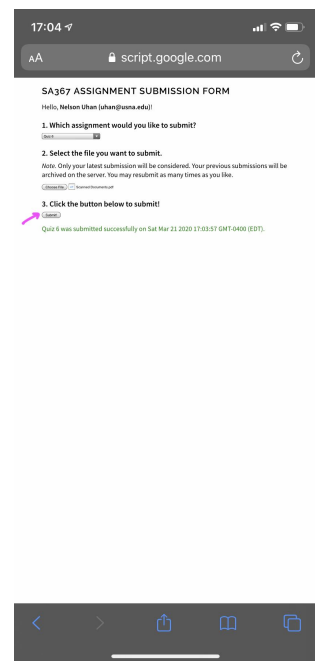 17:04
AA script.google.com
SA367 ASSIGNMENT SUBMISSION FORM
Hello, Nelson Uhan (uhan@usna.edu)!
1. Which assignment would you like to submit?
Quiz 6
2. Select the file you want to submit.
Note. Only your latest submission will be considered. Your previous submissions will be
archived on the server. You may resubmit as many times as you like.
Choose File Scanned Documents.pdf
3. Click the button below to submit!
Submit
Quiz 6 was submitted successfully on Sat Mar 21 2020 17:03:57 GMT-0400 (EDT).